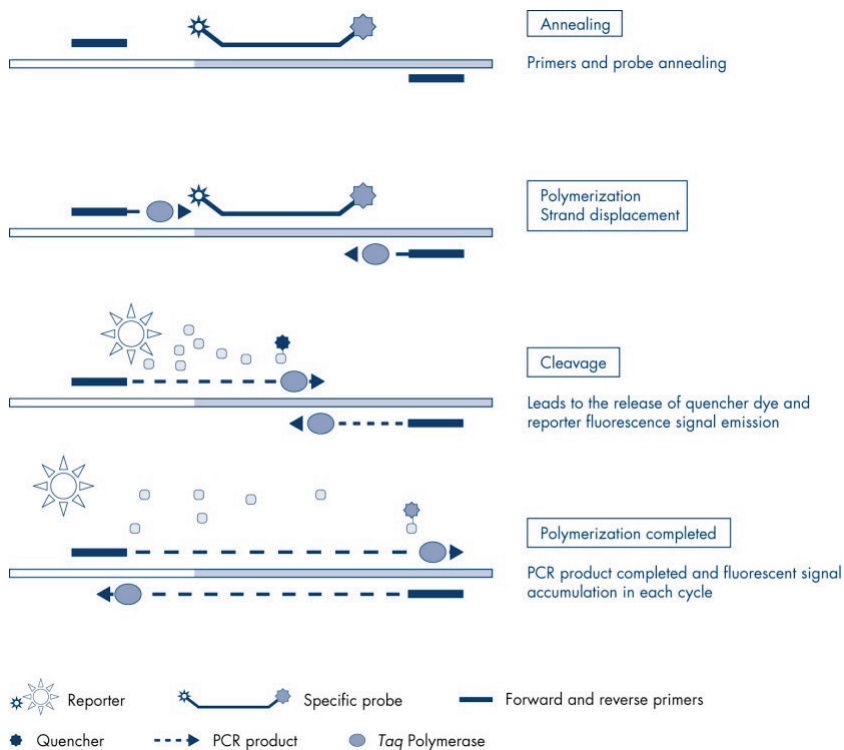 Annealing
Primers and probe annealing
Polymerization
Strand displacement
Cleavage
Leads to the release of quencher dye and
reporter fluorescence signal emission
Polymerization completed
PCR product completed and fluorescent signal
accumulation in each cycle
Reporter
Specific probe
Forward and reverse primers
Quencher
PCR product
Taq Polymerase